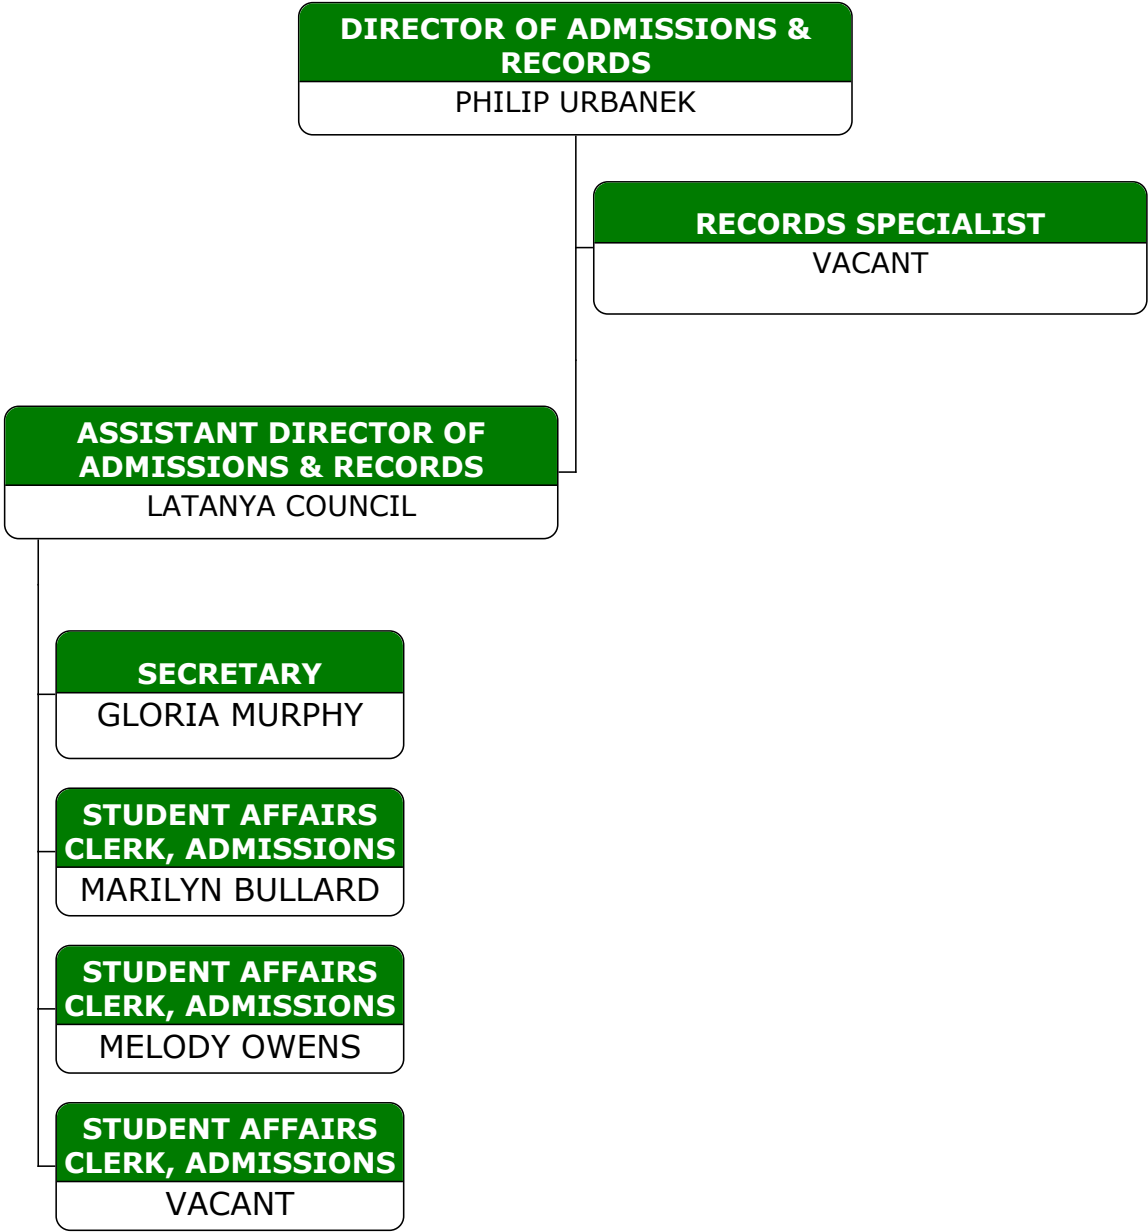 DIRECTOR OF ADMISSIONS &
RECORDS
PHILIP URBANEK
RECORDS SPECIALIST
VACANT
ASSISTANT DIRECTOR OF
ADMISSIONS & RECORDS
LATANYA COUNCIL
SECRETARY
GLORIA MURPHY
STUDENT AFFAIRS
CLERK, ADMISSIONS
MARILYN BULLARD
STUDENT AFFAIRS
CLERK, ADMISSIONS
MELODY OWENS
STUDENT AFFAIRS
CLERK, ADMISSIONS
VACANT